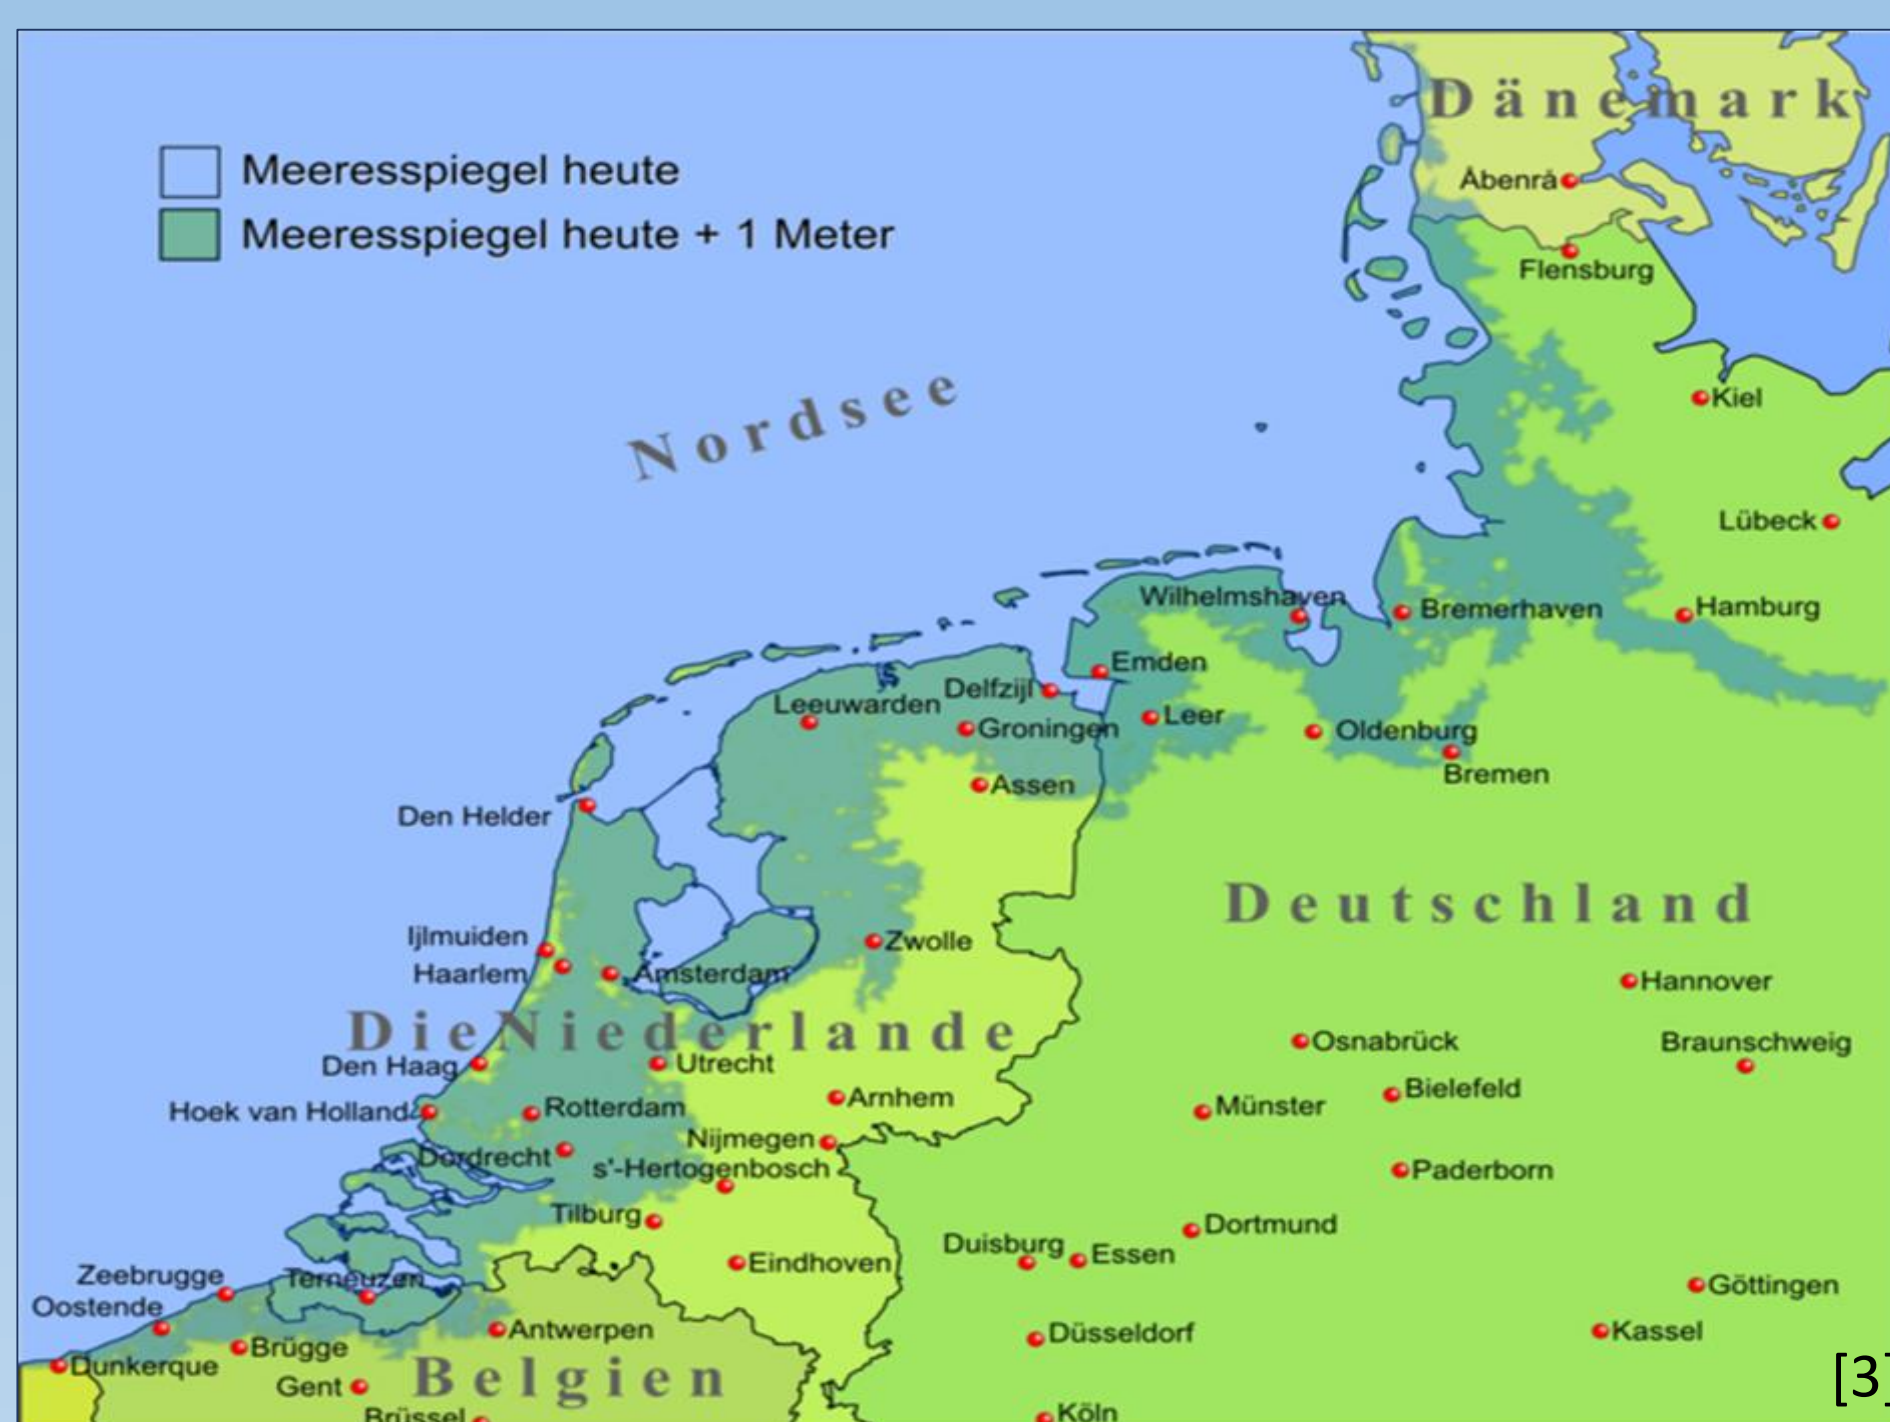 Dänemark
Meeresspiegel heute
Åbenrå
Meeresspiegel heute + 1 Meter
Flensburg
Nordsee
Kiel
Lübeck
Wilhelmshaven
Bremerhaven
Hamburg
Emden
Delfzijl
Leeuwarden
Leer
Groningen
Oldenburg
Bremen
Assen
Den Helder
Deutschland
Ijlmuiden
Zwolle
Haarlem
Amsterdam
Hannover
Die Niederlande
Osnabrück
Braunschweig
Den Haag
Utrecht
Bielefeld
Arnhem
Hoek van Holland
Rotterdam
Münster
Nijmegen
Dordrecht
s'-Hertogenbosch
Paderborn
Tilburg
Dortmund
Duisburg
Essen
Eindhoven
Zeebrugge
Terneuzen
Göttingen
Oostende
Antwerpen
Düsseldorf
Kassel
Brügge
Dunkerque
Belgien
[3]
Gent
Brüssel
Köln